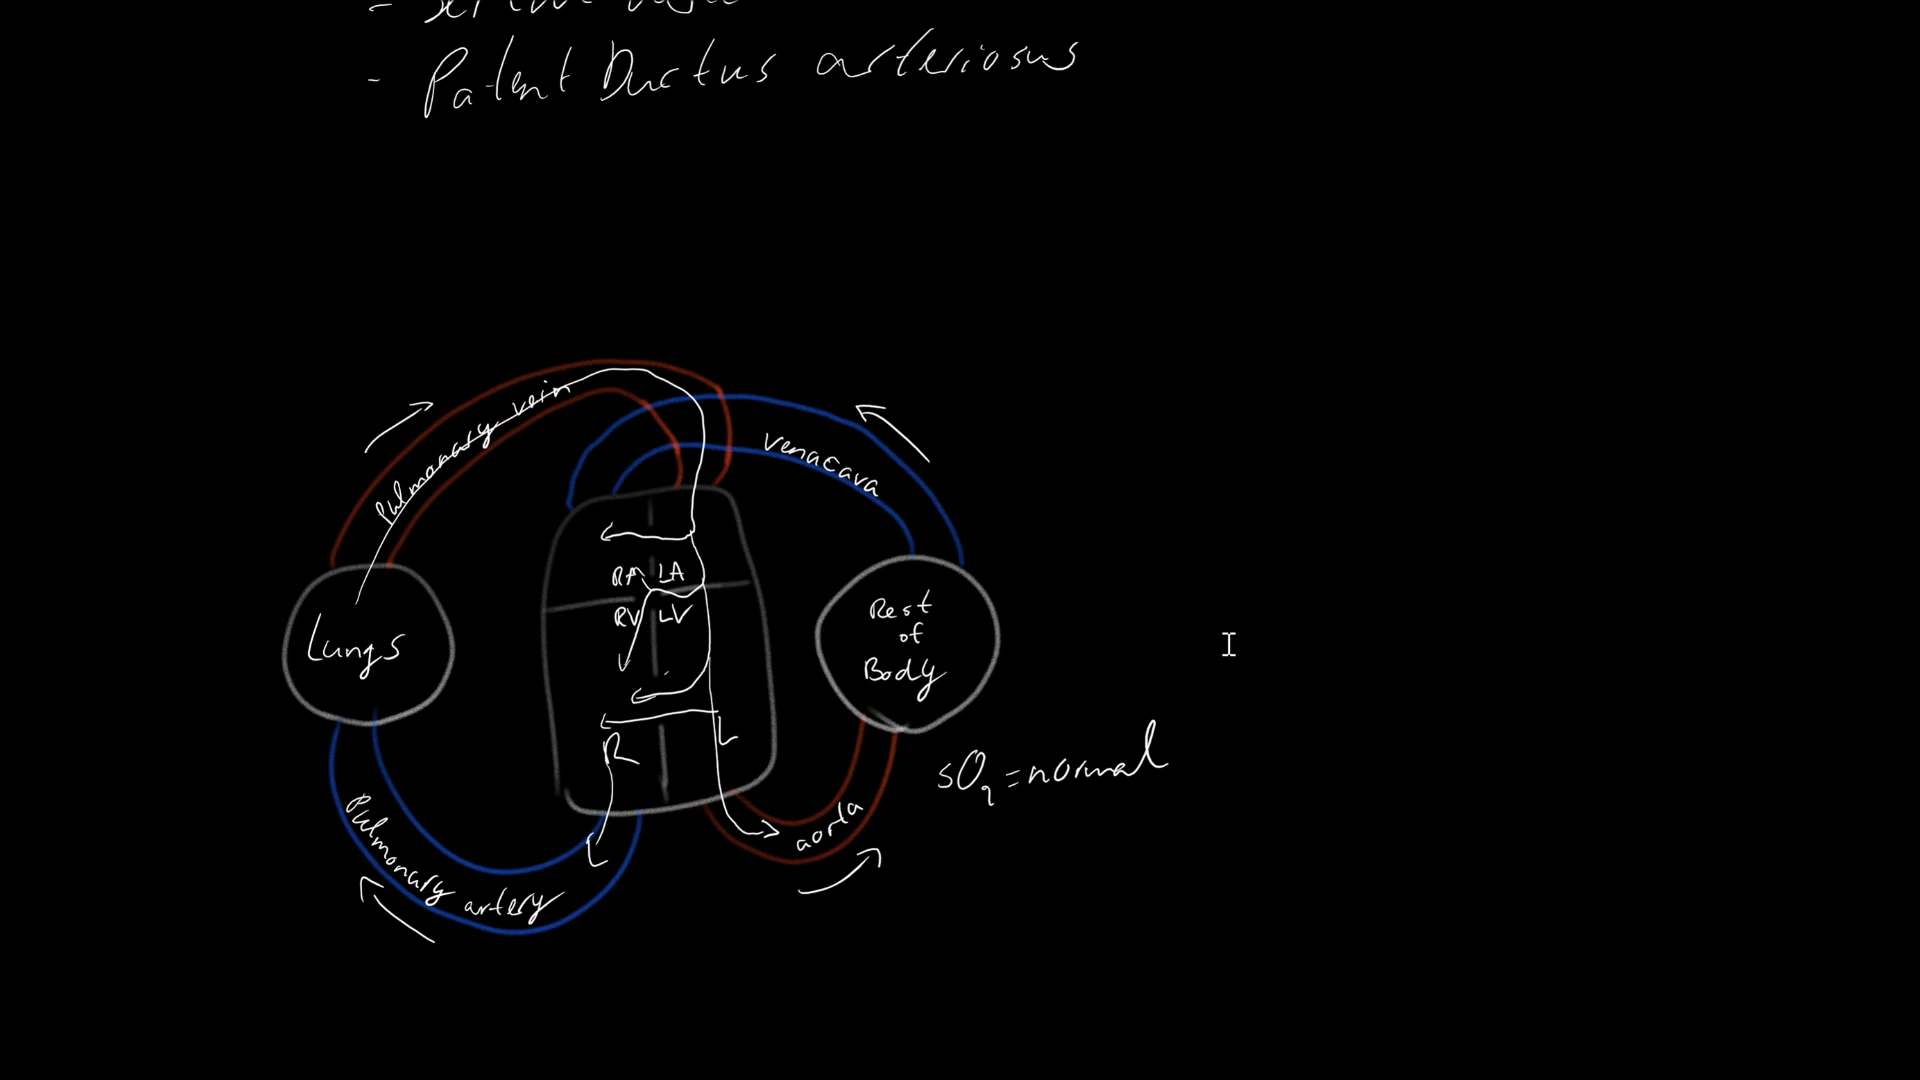 - Patent Ductus arteriosus
Pulmonary vein
venacava
RA LA
RV LV
Lungs
Rest
of
Body
R L
sO2 = normal
aorta
Pulmonary artery